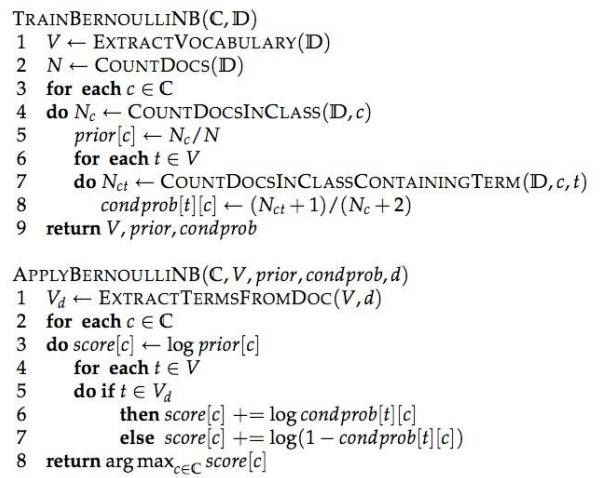 TRAINBERNOULLINB(ℂ, 𝔻)
1 V ← EXTRACTVOCABULARY(𝔻)
2 N ← COUNTDOCS(𝔻)
3 for each c ∈ ℂ
4 do N_c ← COUNTDOCSINCLASS(𝔻, c)
5 prior[c] ← N_c/N
6 for each t ∈ V
7 do N_ct ← COUNTDOCSINCLASSCONTAININGTERM(𝔻, c, t)
8 condprob[t][c] ← (N_ct + 1)/(N_c + 2)
9 return V, prior, condprob
APPLYBERNOULLINB(ℂ, V, prior, condprob, d)
1 V_d ← EXTRACTTERMSFROMDOC(V, d)
2 for each c ∈ ℂ
3 do score[c] ← log prior[c]
4 for each t ∈ V
5 do if t ∈ V_d
6 then score[c] += log condprob[t][c]
7 else score[c] += log(1 − condprob[t][c])
8 return arg max_c∈ℂ score[c]